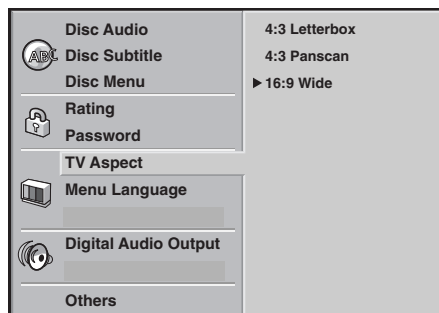 Disc Audio
Disc Subtitle
Disc Menu
Rating
Password
TV Aspect
Menu Language
Digital Audio Output
Others
4:3 Letterbox
4:3 Panscan
16:9 Wide
ABC